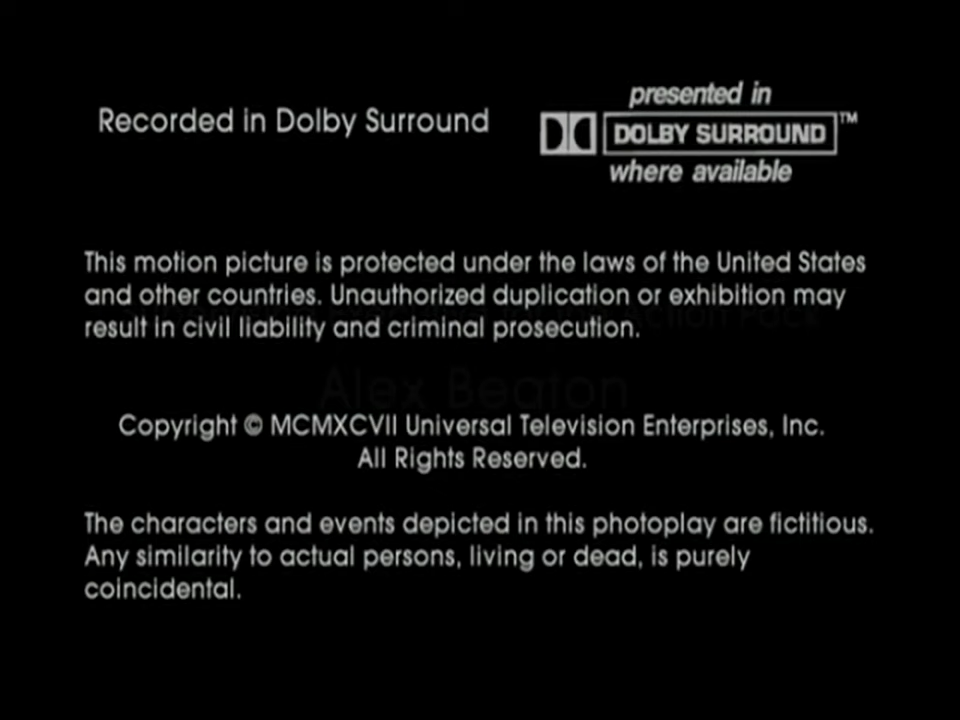 Recorded in Dolby Surround
presented in
DOLBY SURROUND™
where available
This motion picture is protected under the laws of the United States
and other countries. Unauthorized duplication or exhibition may
result in civil liability and criminal prosecution.
Alex Beaton
Copyright © MCMXCVII Universal Television Enterprises, Inc.
All Rights Reserved.
The characters and events depicted in this photoplay are fictitious.
Any similarity to actual persons, living or dead, is purely
coincidental.